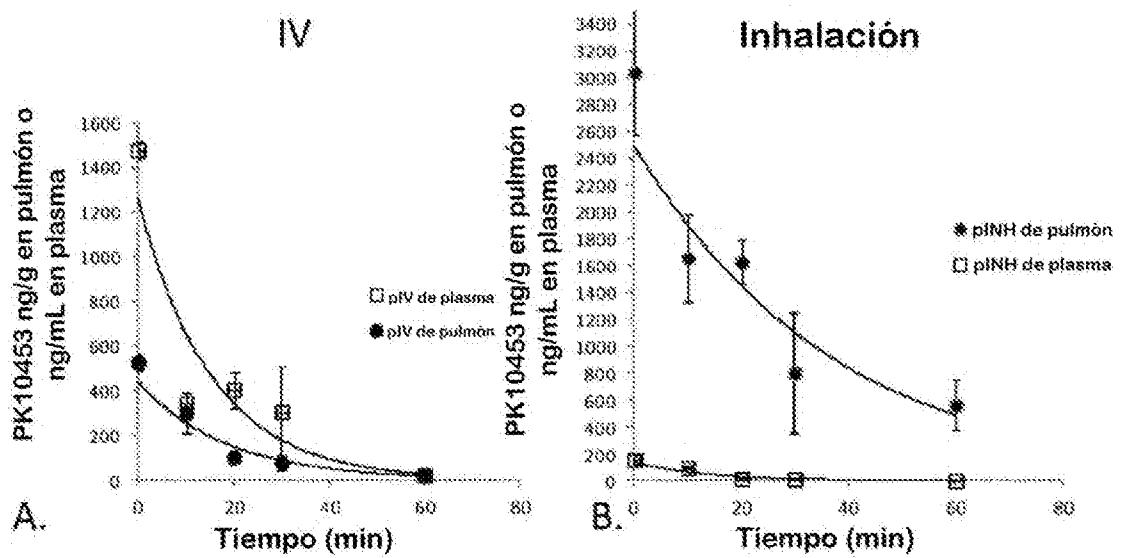 IV
PK10453 ng/g en pulmón o
ng/mL en plasma
1600
1400
1200
1000
800
600
400
200
0
0
20
40
60
80
Tiempo (min)
A.
pIV de plasma
pIV de pulmón
Inhalación
PK10453 ng/g en pulmón o
ng/mL en plasma
3400
3200
3000
2800
2600
2400
2200
2000
1800
1600
1400
1200
1000
800
600
400
200
0
0
20
40
60
80
Tiempo (min)
B.
pINH de pulmón
pINH de plasma